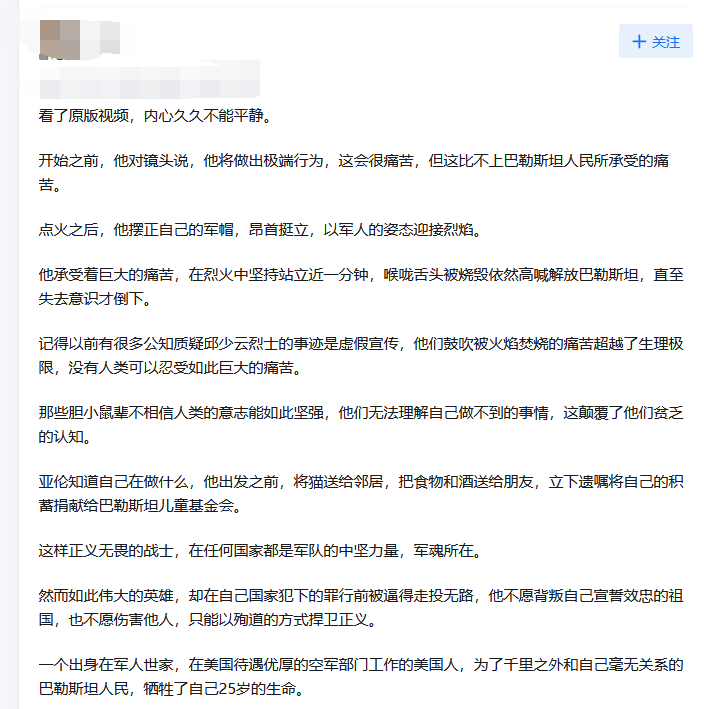 + 关注
看了原版视频，内心久久不能平静。
开始之前，他对镜头说，他将做出极端行为，这会很痛苦，但这比不上巴勒斯坦人民所承受的痛
苦。
点火之后，他摆正自己的军帽，昂首挺立，以军人的姿态迎接烈焰。
他承受着巨大的痛苦，在烈火中坚持站立近一分钟，喉咙舌头被烧毁依然高喊解放巴勒斯坦，直至
失去意识才倒下。
记得以前有很多公知质疑邱少云烈士的事迹是虚假宣传，他们鼓吹被火焰焚烧的痛苦超越了生理极
限，没有人类可以忍受如此巨大的痛苦。
那些胆小鼠辈不相信人类的意志能如此坚强，他们无法理解自己做不到的事情，这颠覆了他们贫乏
的认知。
亚伦知道自己在做什么，他出发之前，将猫送给邻居，把食物和酒送给朋友，立下遗嘱将自己的积
蓄捐献给巴勒斯坦儿童基金会。
这样正义无畏的战士，在任何国家都是军队的中坚力量，军魂所在。
然而如此伟大的英雄，却在自己国家犯下的罪行前被逼得走投无路，他不愿背叛自己宣誓效忠的祖
国，也不愿伤害他人，只能以殉道的方式捍卫正义。
一个出身在军人世家，在美国待遇优厚的空军部门工作的美国人，为了千里之外和自己毫无关系的
巴勒斯坦人民，牺牲了自己25岁的生命。